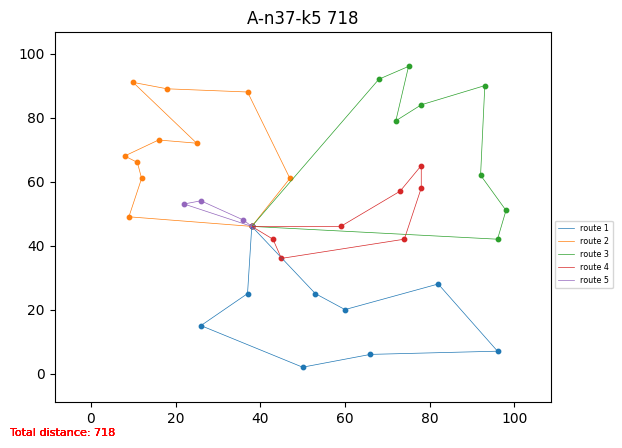 A-n37-k5 718
100
80
60
40
20
0
0 20 40 60 80 100
route 1
route 2
route 3
route 4
route 5
Total distance: 718